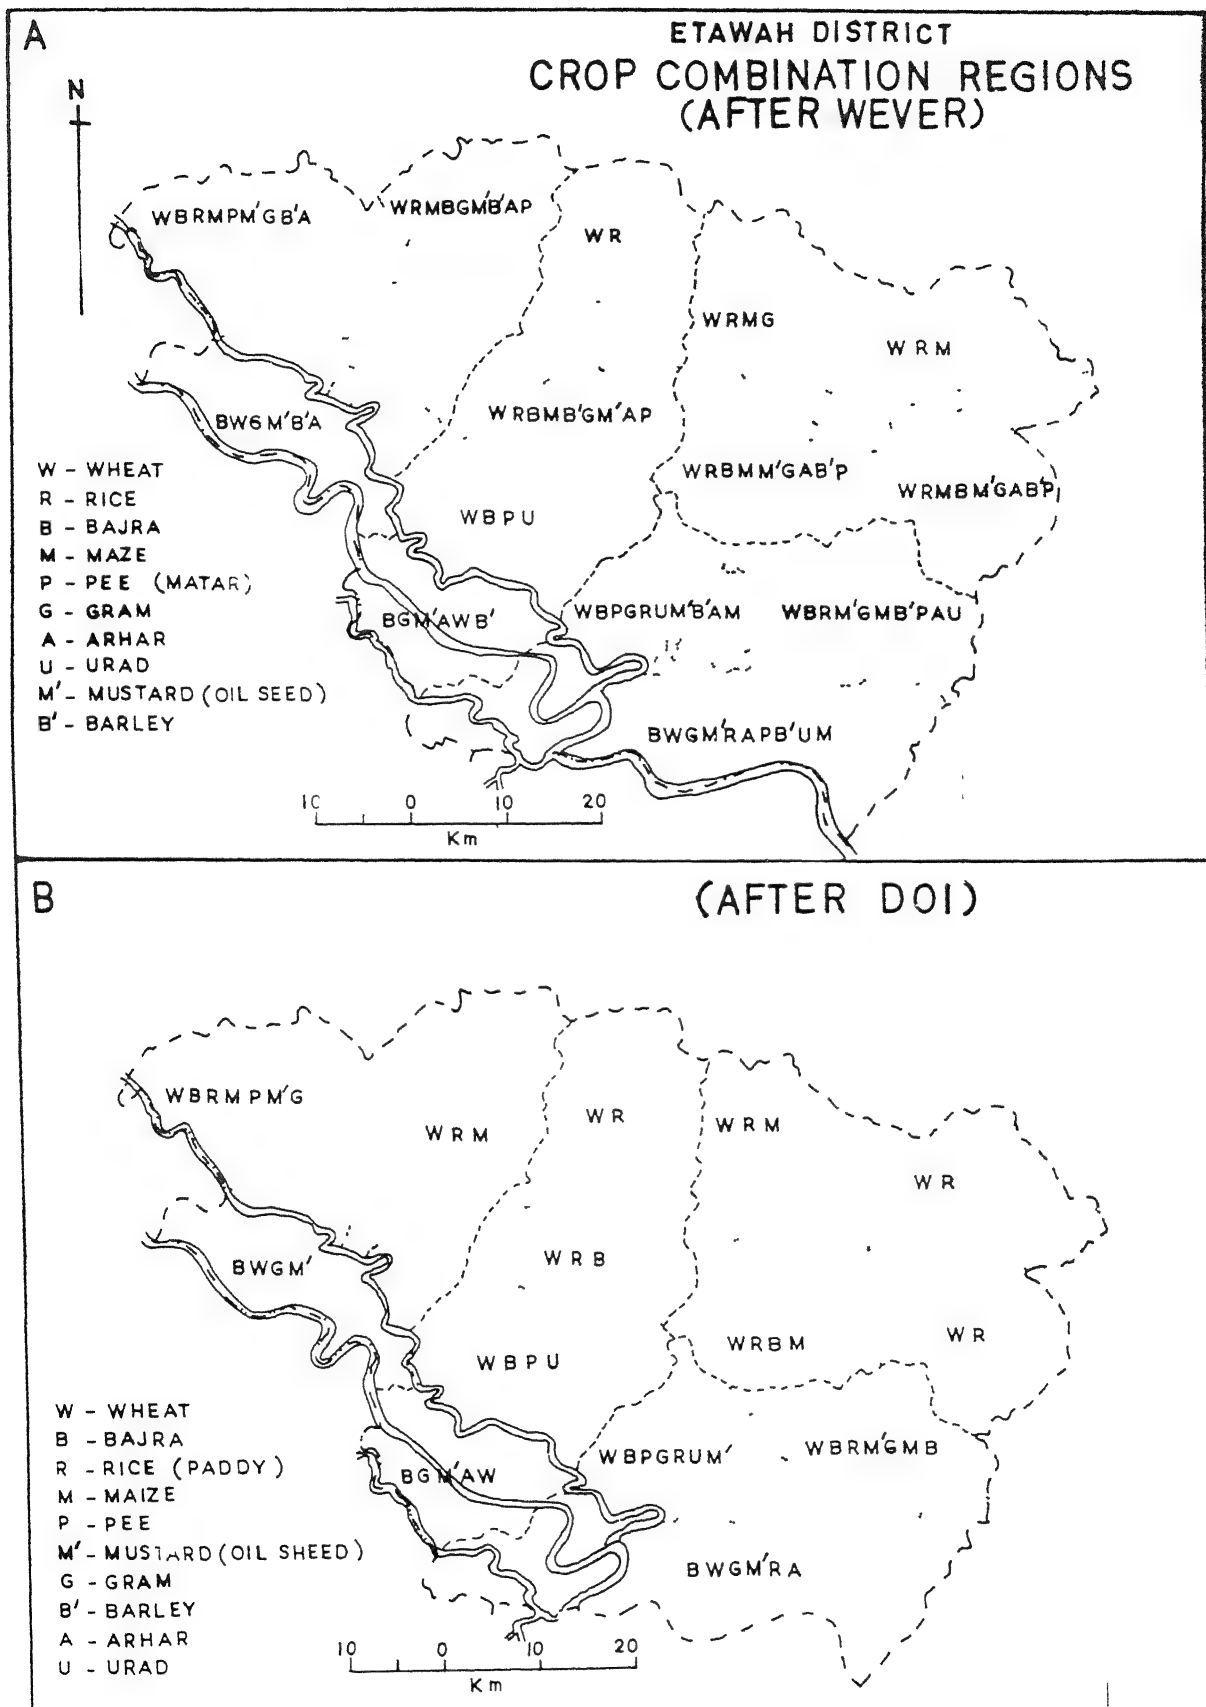 A
ETAWAH DISTRICT
CROP COMBINATION REGIONS
(AFTER WEVER)
N
WBRMPM'GB'A
WRMBGM'B'AP
WR
WRMG
WRM
BWGM'B'A
WRBMB'GM'AP
WRBMM'GAB'P
WRMBM'GAB'P
WBPU
BGM'AWB'
WBPGRUM'B'AM
WBRM'GMB'PAU
BWGM'RAPB'UM
W - WHEAT
R - RICE
B - BAJRA
M - MAZE
P - PEE (MATAR)
G - GRAM
A - ARHAR
U - URAD
M' - MUSTARD (OIL SEED)
B' - BARLEY
10 0 10 20
Km
B
(AFTER DOI)
WBRMPM'G
WRM
WR
WRM
WR
BWGM'
WRB
WRBM
WR
WBPU
BGM'AW
WBPGRUM'
WBRM'GMB
BWGM'RA
W - WHEAT
B - BAJRA
R - RICE (PADDY)
M - MAIZE
P - PEE
M' - MUSTARD (OIL SHEED)
G - GRAM
B' - BARLEY
A - ARHAR
U - URAD
10 0 10 20
Km